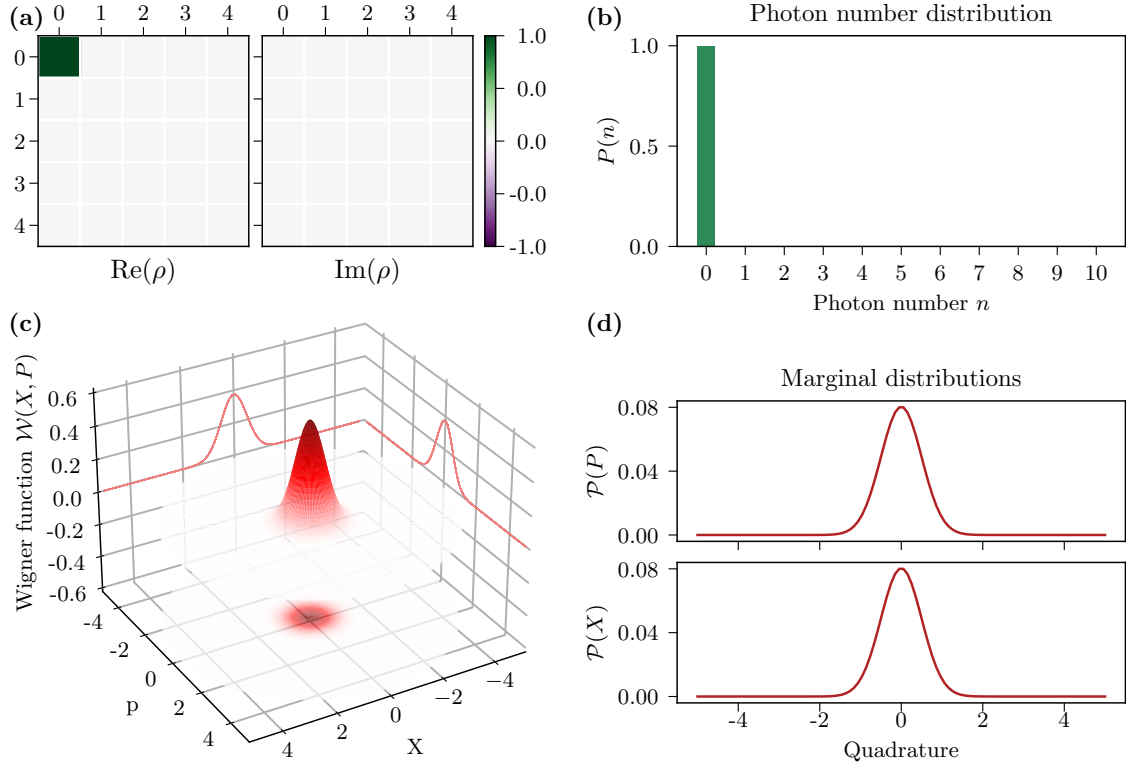 (a)
0 1 2 3 4
0 1 2 3 4
0
1
2
3
4
1.0
0.0
0.0
-0.0
-1.0
Re(ρ)
Im(ρ)
(b)
Photon number distribution
P(n)
1.0
0.5
0.0
0 1 2 3 4 5 6 7 8 9 10
Photon number n
(c)
Wigner function W(X, P)
0.6
0.4
0.2
0.0
-0.2
-0.4
-0.6
-4
-2
0
2
4
p
4
2
0
−2
−4
X
(d)
Marginal distributions
P(P)
0.08
0.04
0.00
P(X)
0.08
0.04
0.00
-4 -2 0 2 4
Quadrature